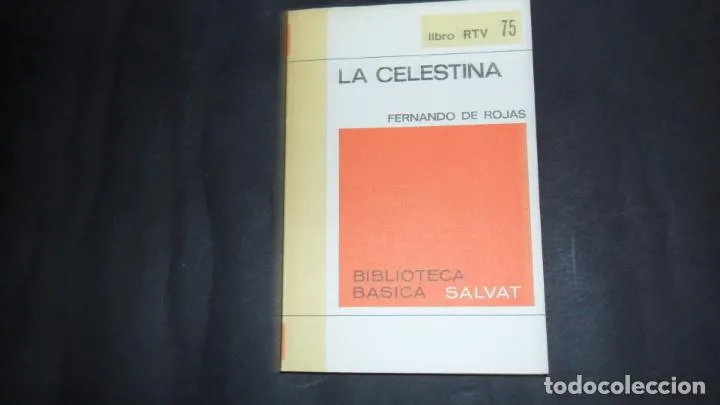 libro RTV 75
LA CELESTINA
FERNANDO DE ROJAS
BIBLIOTECA
BASICA SALVAT
todocoleccion